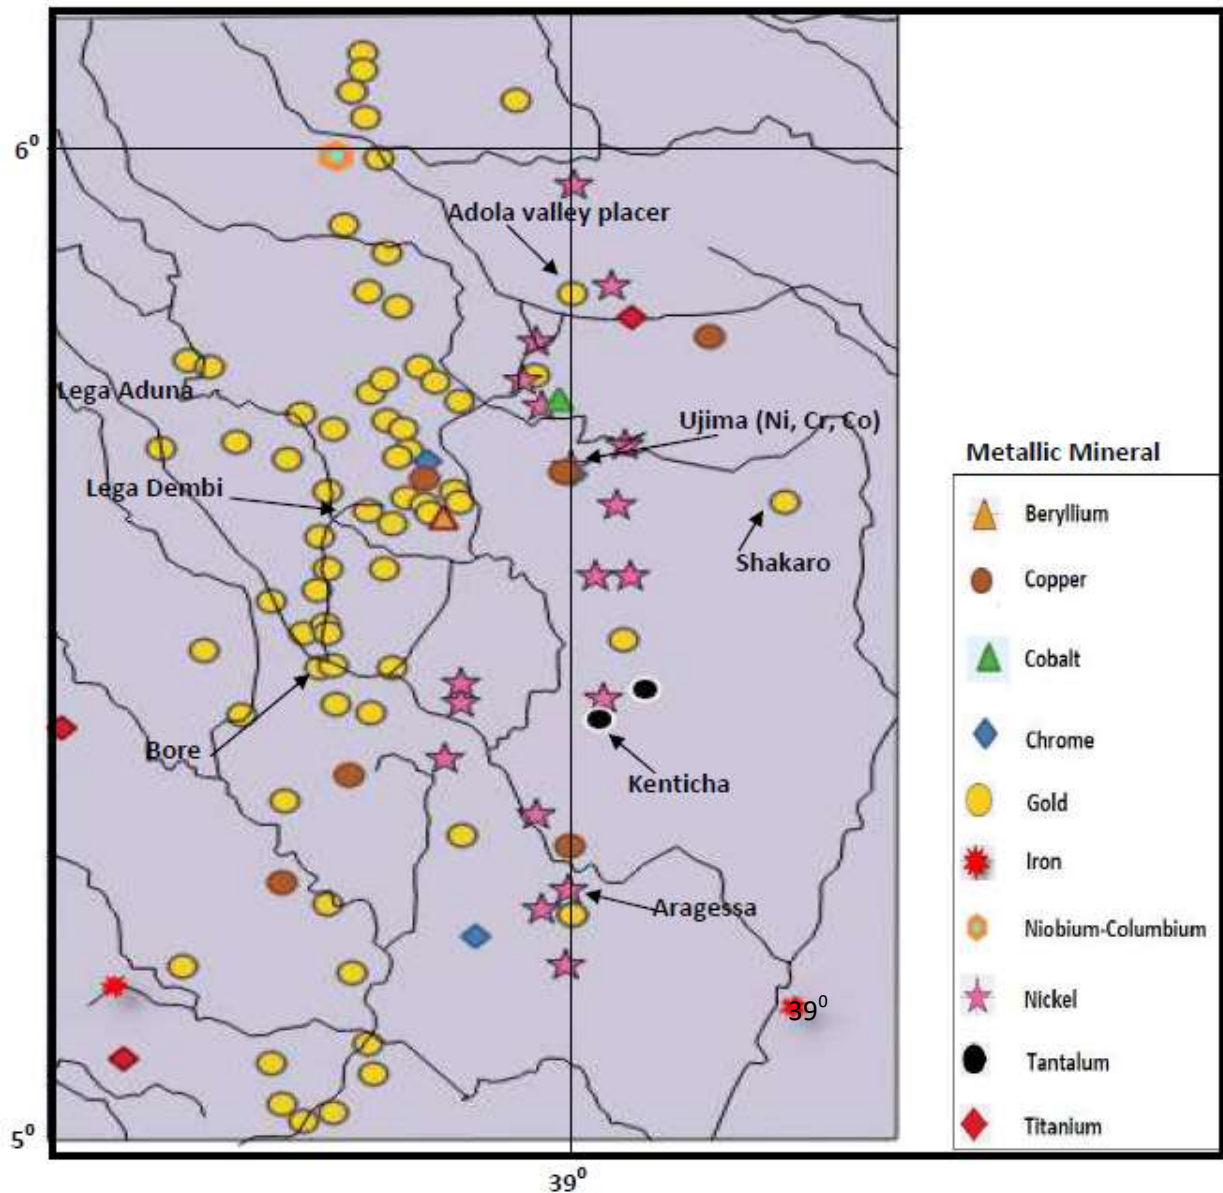 6⁰
Adola valley placer
Lega Aduna
Ujima (Ni, Cr, Co)
Lega Dembi
Shakaro
Bore
Kenticha
Aragessa
39⁰
5⁰
39⁰
Metallic Mineral
Beryllium
Copper
Cobalt
Chrome
Gold
Iron
Niobium-Columbium
Nickel
Tantalum
Titanium